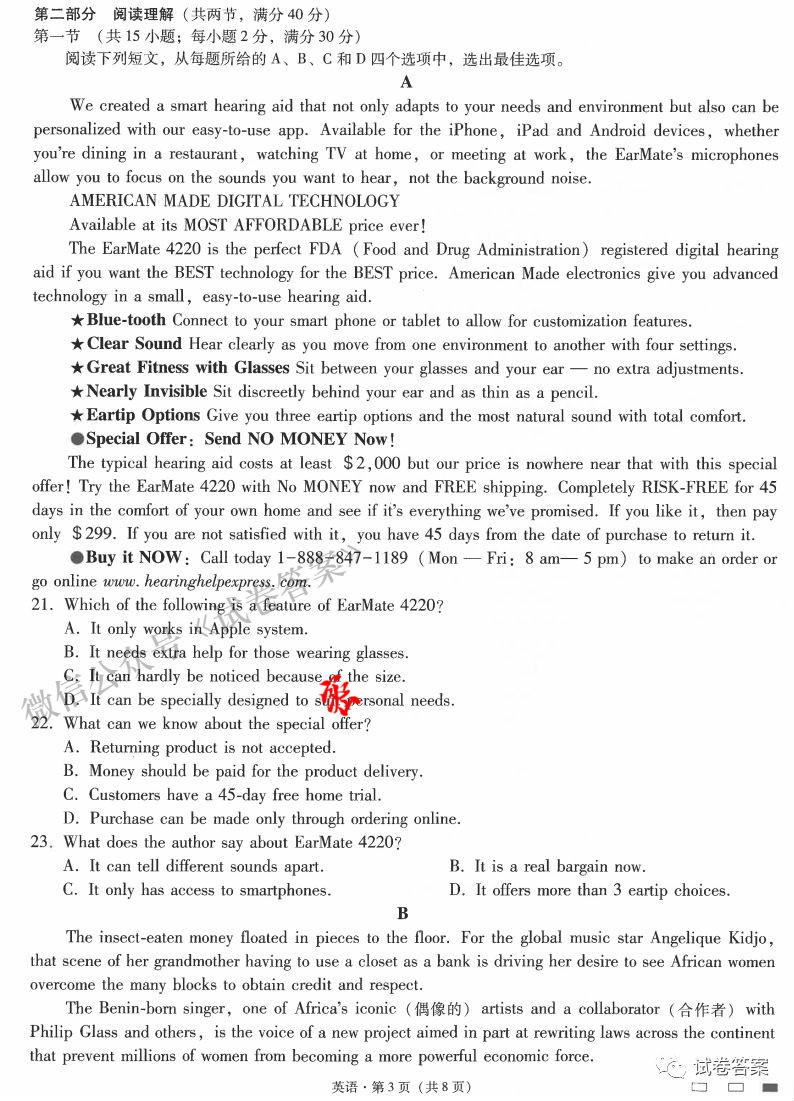 第二部分 阅读理解（共两节，满分 40 分）
第一节 （共 15 小题；每小题 2 分，满分 30 分）
阅读下列短文，从每题所给的 A、B、C 和 D 四个选项中，选出最佳选项。
A
We created a smart hearing aid that not only adapts to your needs and environment but also can be
personalized with our easy-to-use app. Available for the iPhone, iPad and Android devices, whether
you're dining in a restaurant, watching TV at home, or meeting at work, the EarMate's microphones
allow you to focus on the sounds you want to hear, not the background noise.
AMERICAN MADE DIGITAL TECHNOLOGY
Available at its MOST AFFORDABLE price ever!
The EarMate 4220 is the perfect FDA (Food and Drug Administration) registered digital hearing
aid if you want the BEST technology for the BEST price. American Made electronics give you advanced
technology in a small, easy-to-use hearing aid.
★Blue-tooth Connect to your smart phone or tablet to allow for customization features.
★Clear Sound Hear clearly as you move from one environment to another with four settings.
★Great Fitness with Glasses Sit between your glasses and your ear — no extra adjustments.
★Nearly Invisible Sit discreetly behind your ear and as thin as a pencil.
★Eartip Options Give you three eartip options and the most natural sound with total comfort.
●Special Offer: Send NO MONEY Now!
The typical hearing aid costs at least $2,000 but our price is nowhere near that with this special
offer! Try the EarMate 4220 with No MONEY now and FREE shipping. Completely RISK-FREE for 45
days in the comfort of your own home and see if it's everything we've promised. If you like it, then pay
only $299. If you are not satisfied with it, you have 45 days from the date of purchase to return it.
●Buy it NOW: Call today 1-888-847-1189 (Mon — Fri: 8 am— 5 pm) to make an order or
go online www. hearinghelpexpress. com.
21. Which of the following is a feature of EarMate 4220?
A. It only works in Apple system.
B. It needs extra help for those wearing glasses.
C. It can hardly be noticed because of the size.
D. It can be specially designed to suit personal needs.
22. What can we know about the special offer?
A. Returning product is not accepted.
B. Money should be paid for the product delivery.
C. Customers have a 45-day free home trial.
D. Purchase can be made only through ordering online.
23. What does the author say about EarMate 4220?
A. It can tell different sounds apart. B. It is a real bargain now.
C. It only has access to smartphones. D. It offers more than 3 eartip choices.
B
The insect-eaten money floated in pieces to the floor. For the global music star Angelique Kidjo,
that scene of her grandmother having to use a closet as a bank is driving her desire to see African women
overcome the many blocks to obtain credit and respect.
The Benin-born singer, one of Africa's iconic (偶像的) artists and a collaborator (合作者) with
Philip Glass and others, is the voice of a new project aimed in part at rewriting laws across the continent
that prevent millions of women from becoming a more powerful economic force.
英语·第 3 页（共 8 页）
微信公众号《试卷答案》
试卷答案